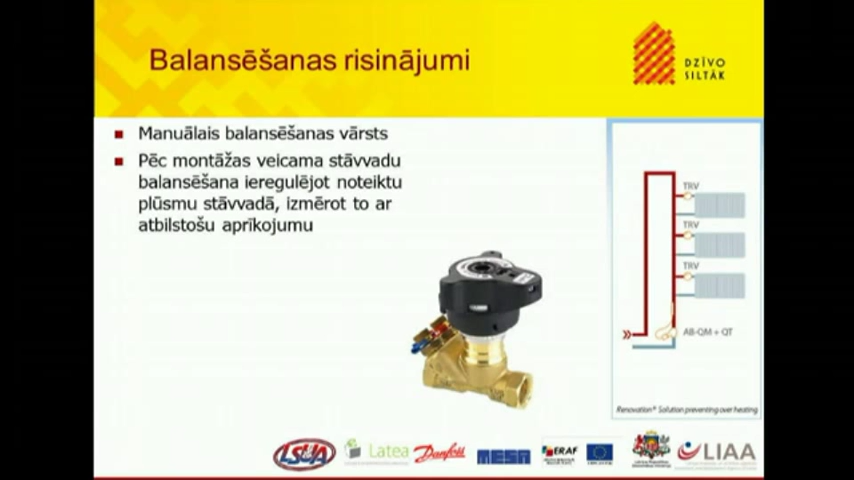 Balansēšanas risinājumi
DZĪVO
SILTĀK
Manuālais balansēšanas vārsts
Pēc montāžas veicama stāvvadu
balansēšana ieregulējot noteiktu
plūsmu stāvvadā, izmērot to ar
atbilstošu aprīkojumu
TRV
TRV
TRV
AB-QM + QT
Renovation* Solution preventing over heating
LSUA
Latea
Danfoss
MESA
ERAF
LIAA